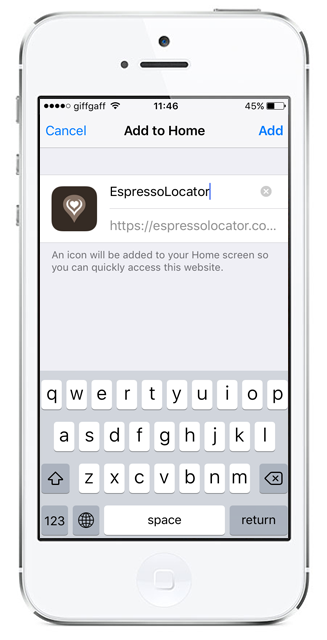 giffgaff 11:46 45%
Cancel Add to Home Add
EspressoLocator
https://espressolocator.co...
An icon will be added to your Home screen so
you can quickly access this website.
q w e r t y u i o p
a s d f g h j k l
z x c v b n m
123 space return